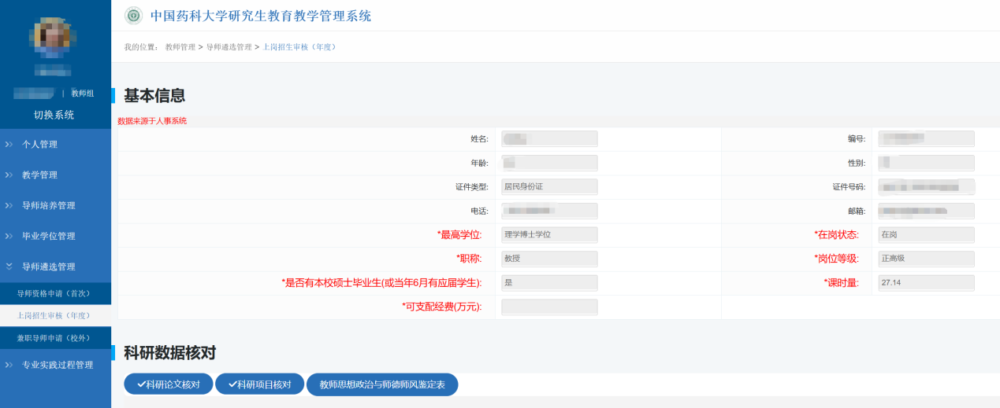 中国药科大学研究生教育教学管理系统
我的位置： 教师管理 > 导师遴选管理 > 上岗招生审核（年度）
| 教师组
切换系统
个人管理
教学管理
导师培养管理
毕业学位管理
导师遴选管理
导师资格申请（首次）
上岗招生审核（年度）
兼职导师申请（校外）
专业实践过程管理
基本信息
数据来源于人事系统
姓名: 编号:
年龄: 性别:
证件类型: 居民身份证 证件号码:
电话: 邮箱:
*最高学位: 理学博士学位 *在岗状态: 在岗
*职称: 教授 *岗位等级: 正高级
*是否有本校硕士毕业生(或当年6月有应届学生): 是 *课时量: 27.14
*可支配经费(万元):
科研数据核对
✔科研论文核对 ✔科研项目核对 教师思想政治与师德师风鉴定表